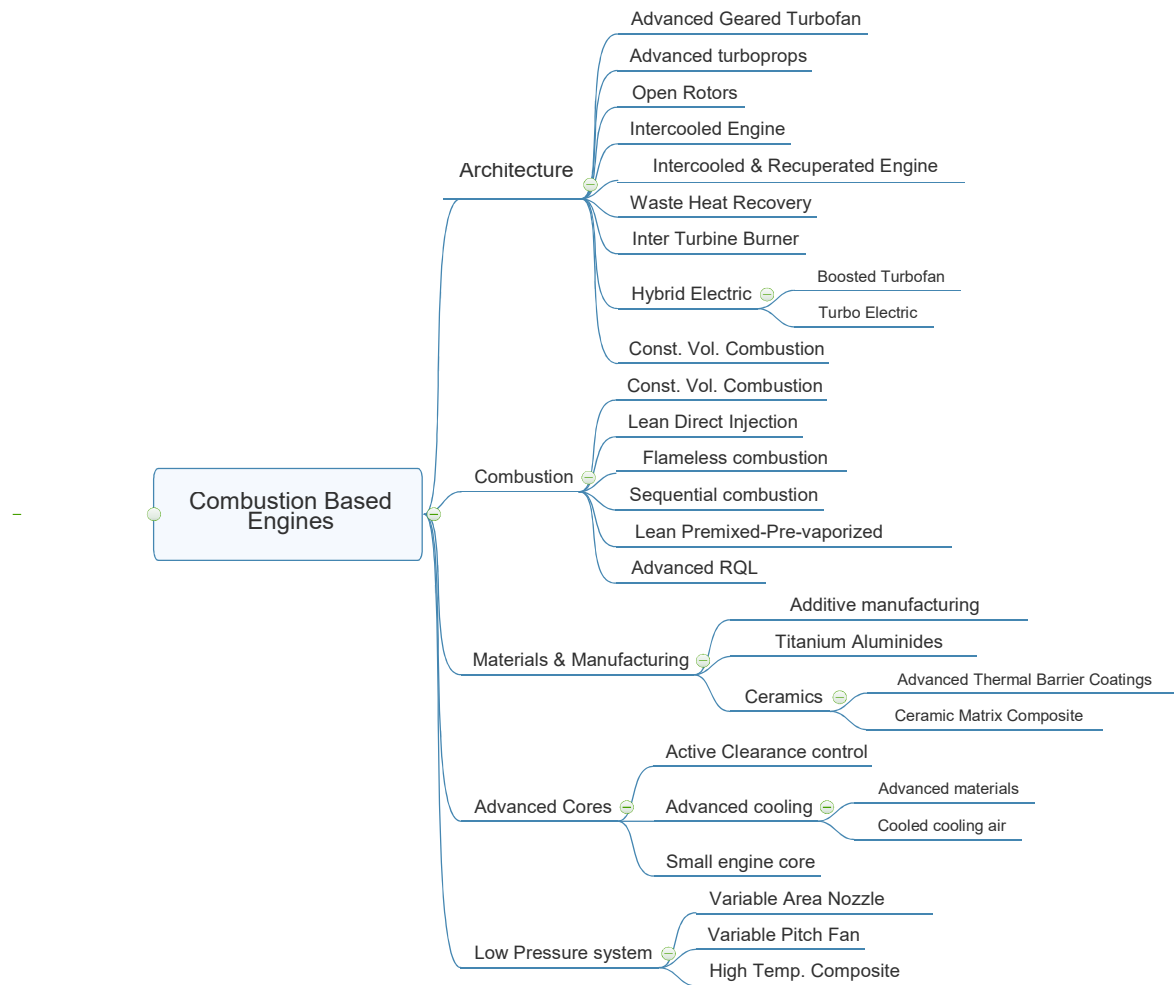 Combustion Based
Engines
Architecture
Advanced Geared Turbofan
Advanced turboprops
Open Rotors
Intercooled Engine
Intercooled & Recuperated Engine
Waste Heat Recovery
Inter Turbine Burner
Hybrid Electric
Boosted Turbofan
Turbo Electric
Const. Vol. Combustion
Combustion
Const. Vol. Combustion
Lean Direct Injection
Flameless combustion
Sequential combustion
Lean Premixed-Pre-vaporized
Advanced RQL
Materials & Manufacturing
Additive manufacturing
Titanium Aluminides
Ceramics
Advanced Thermal Barrier Coatings
Ceramic Matrix Composite
Advanced Cores
Active Clearance control
Advanced cooling
Advanced materials
Cooled cooling air
Small engine core
Low Pressure system
Variable Area Nozzle
Variable Pitch Fan
High Temp. Composite